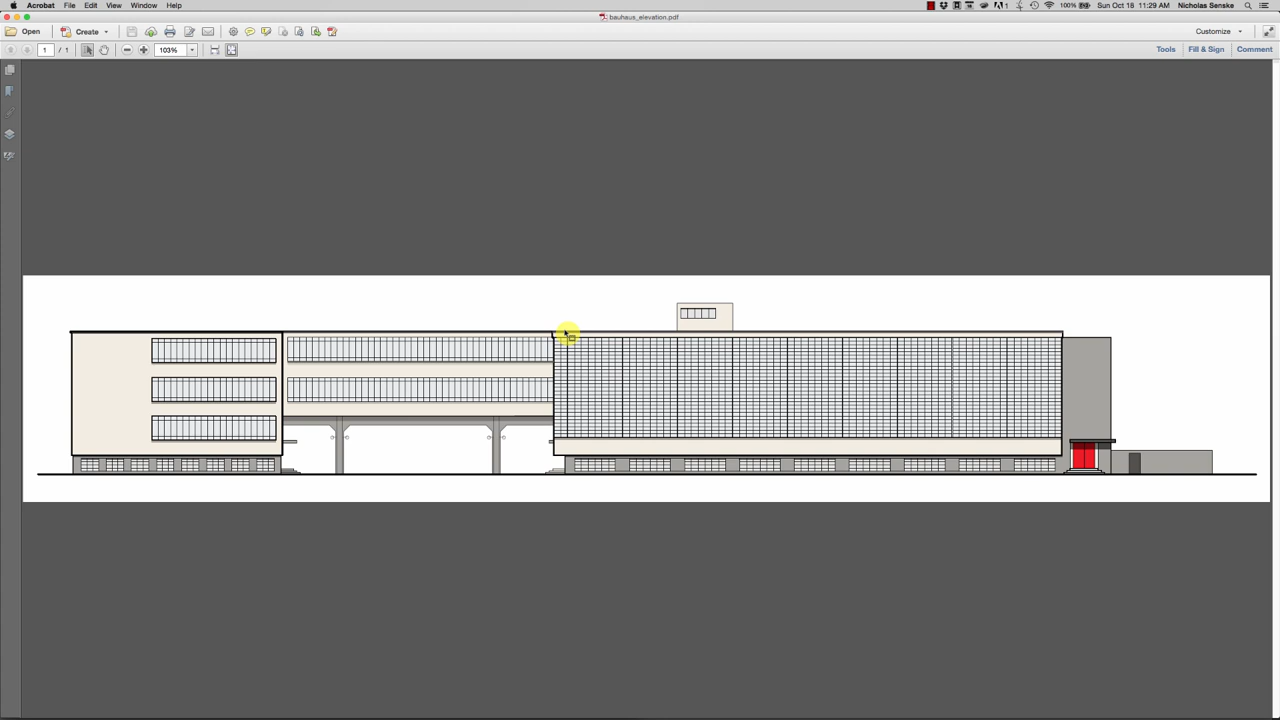 Acrobat File Edit View Window Help
1
100%
Sun Oct 18 11:29 AM Nicholas Senske
bauhaus_elevation.pdf
Open Create
Customize
1 / 1
103%
Tools Fill & Sign Comment